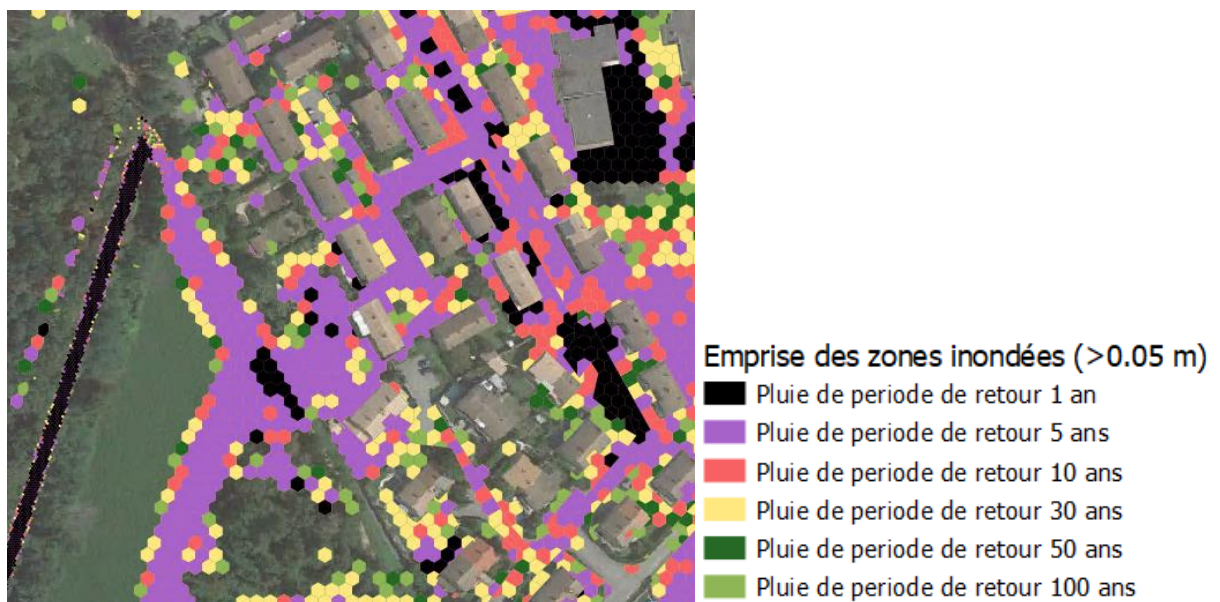 Emprise des zones inondées (>0.05 m)
Pluie de periode de retour 1 an
Pluie de periode de retour 5 ans
Pluie de periode de retour 10 ans
Pluie de periode de retour 30 ans
Pluie de periode de retour 50 ans
Pluie de periode de retour 100 ans